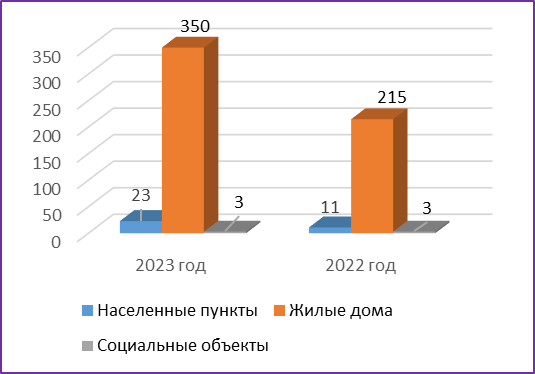 350
350
300
250
215
200
150
100
50
23
3
11
3
0
2023 год
2022 год
Населенные пункты
Жилые дома
Социальные объекты